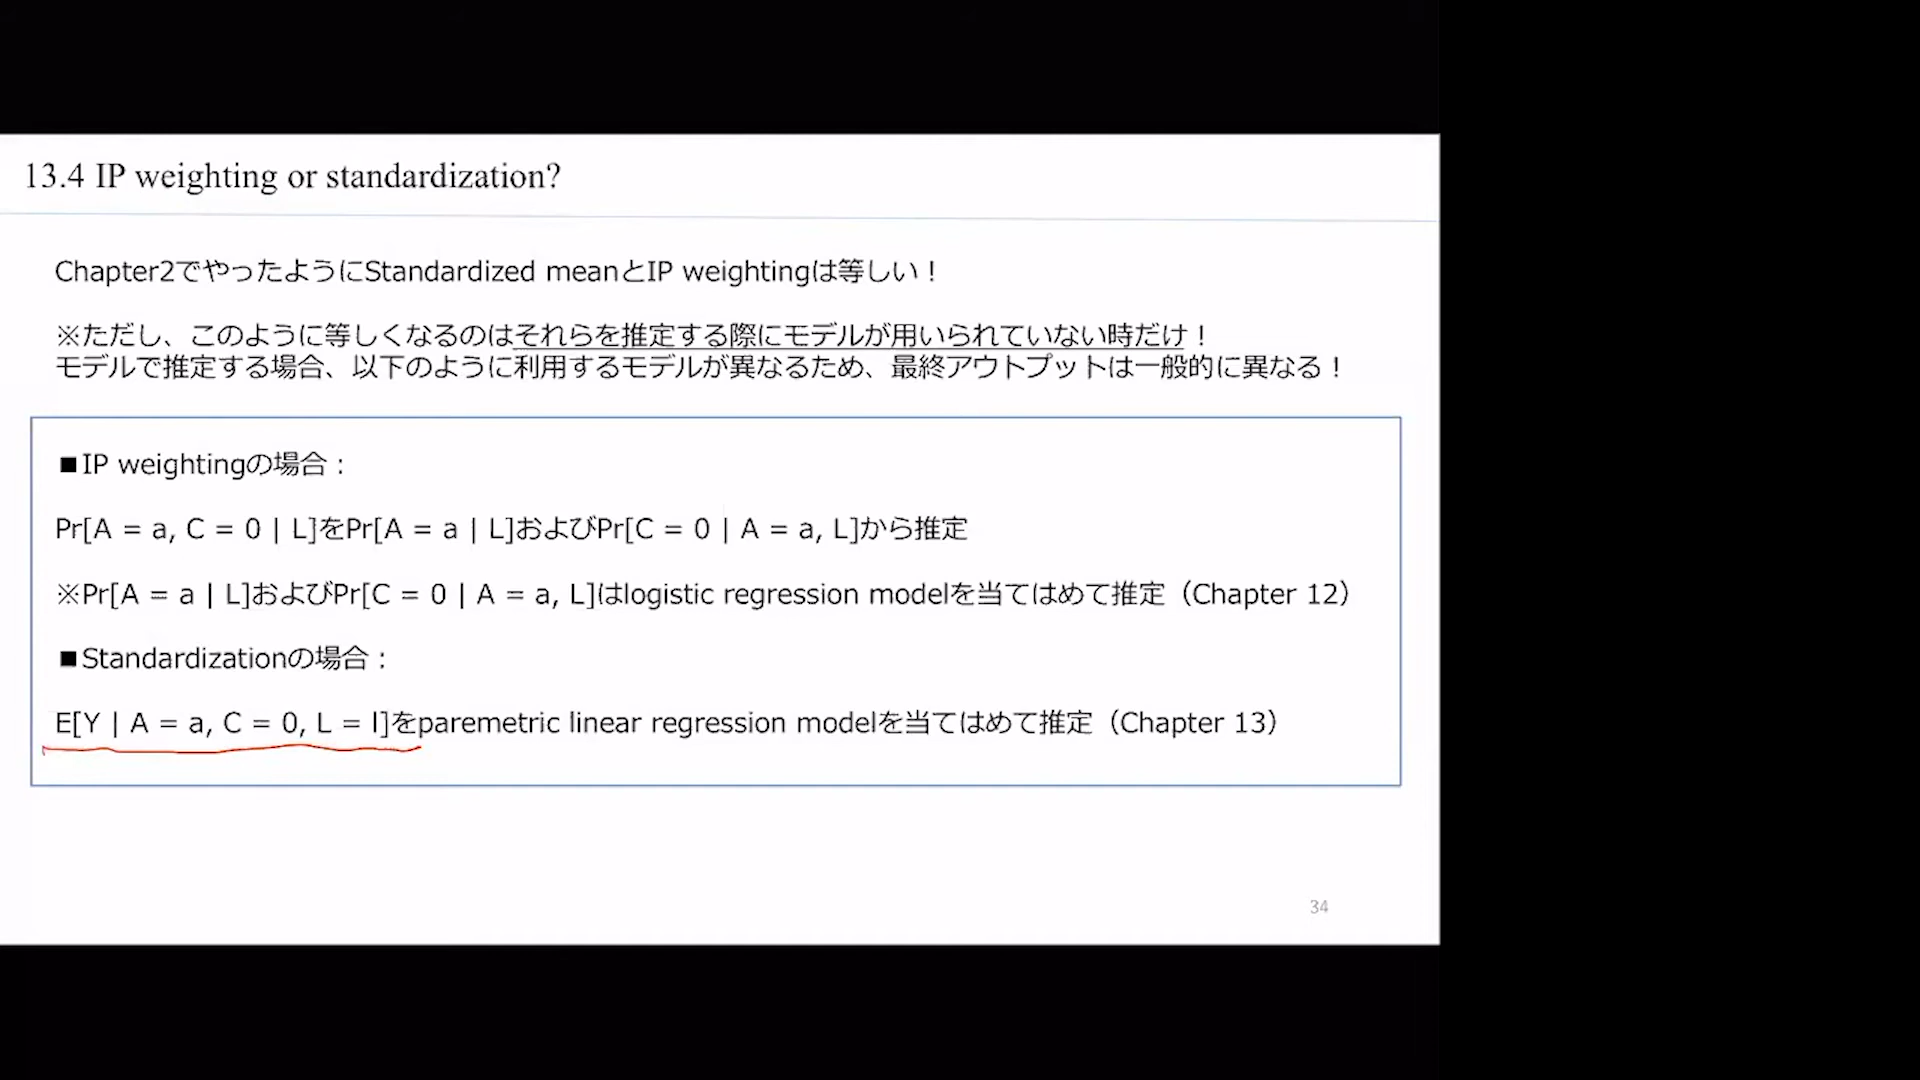 13.4 IP weighting or standardization?
Chapter2でやったようにStandardized meanとIP weightingは等しい！
※ただし、このように等しくなるのはそれらを推定する際にモデルが用いられていない時だけ！
モデルで推定する場合、以下のように利用するモデルが異なるため、最終アウトプットは一般的に異なる！
■IP weightingの場合：
Pr[A = a, C = 0 | L]をPr[A = a | L]およびPr[C = 0 | A = a, L]から推定
※Pr[A = a | L]およびPr[C = 0 | A = a, L]はlogistic regression modelを当てはめて推定（Chapter 12）
■Standardizationの場合：
E[Y | A = a, C = 0, L = l]をparemetric linear regression modelを当てはめて推定（Chapter 13）
34